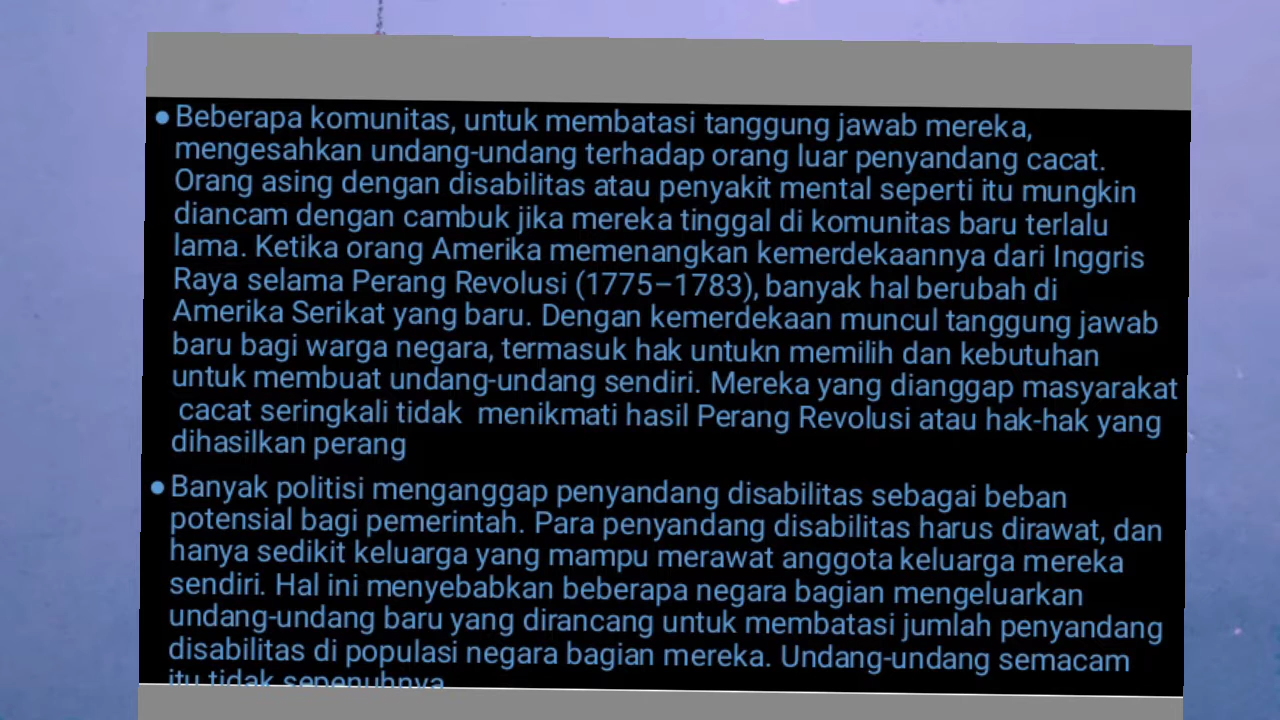 ● Beberapa komunitas, untuk membatasi tanggung jawab mereka,
mengesahkan undang-undang terhadap orang luar penyandang cacat.
Orang asing dengan disabilitas atau penyakit mental seperti itu mungkin
diancam dengan cambuk jika mereka tinggal di komunitas baru terlalu
lama. Ketika orang Amerika memenangkan kemerdekaannya dari Inggris
Raya selama Perang Revolusi (1775–1783), banyak hal berubah di
Amerika Serikat yang baru. Dengan kemerdekaan muncul tanggung jawab
baru bagi warga negara, termasuk hak untukn memilih dan kebutuhan
untuk membuat undang-undang sendiri. Mereka yang dianggap masyarakat
cacat seringkali tidak menikmati hasil Perang Revolusi atau hak-hak yang
dihasilkan perang
● Banyak politisi menganggap penyandang disabilitas sebagai beban
potensial bagi pemerintah. Para penyandang disabilitas harus dirawat, dan
hanya sedikit keluarga yang mampu merawat anggota keluarga mereka
sendiri. Hal ini menyebabkan beberapa negara bagian mengeluarkan
undang-undang baru yang dirancang untuk membatasi jumlah penyandang
disabilitas di populasi negara bagian mereka. Undang-undang semacam
itu tidak sepenuhnya